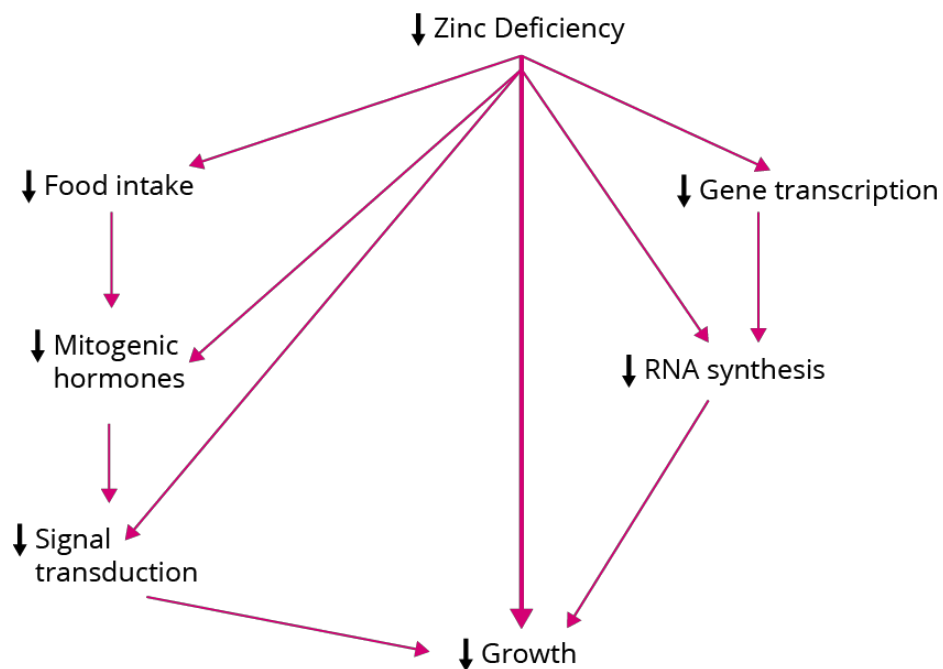 ↓ Zinc Deficiency
↓ Food intake
↓ Gene transcription
↓ Mitogenic
hormones
↓ RNA synthesis
↓ Signal
transduction
↓ Growth